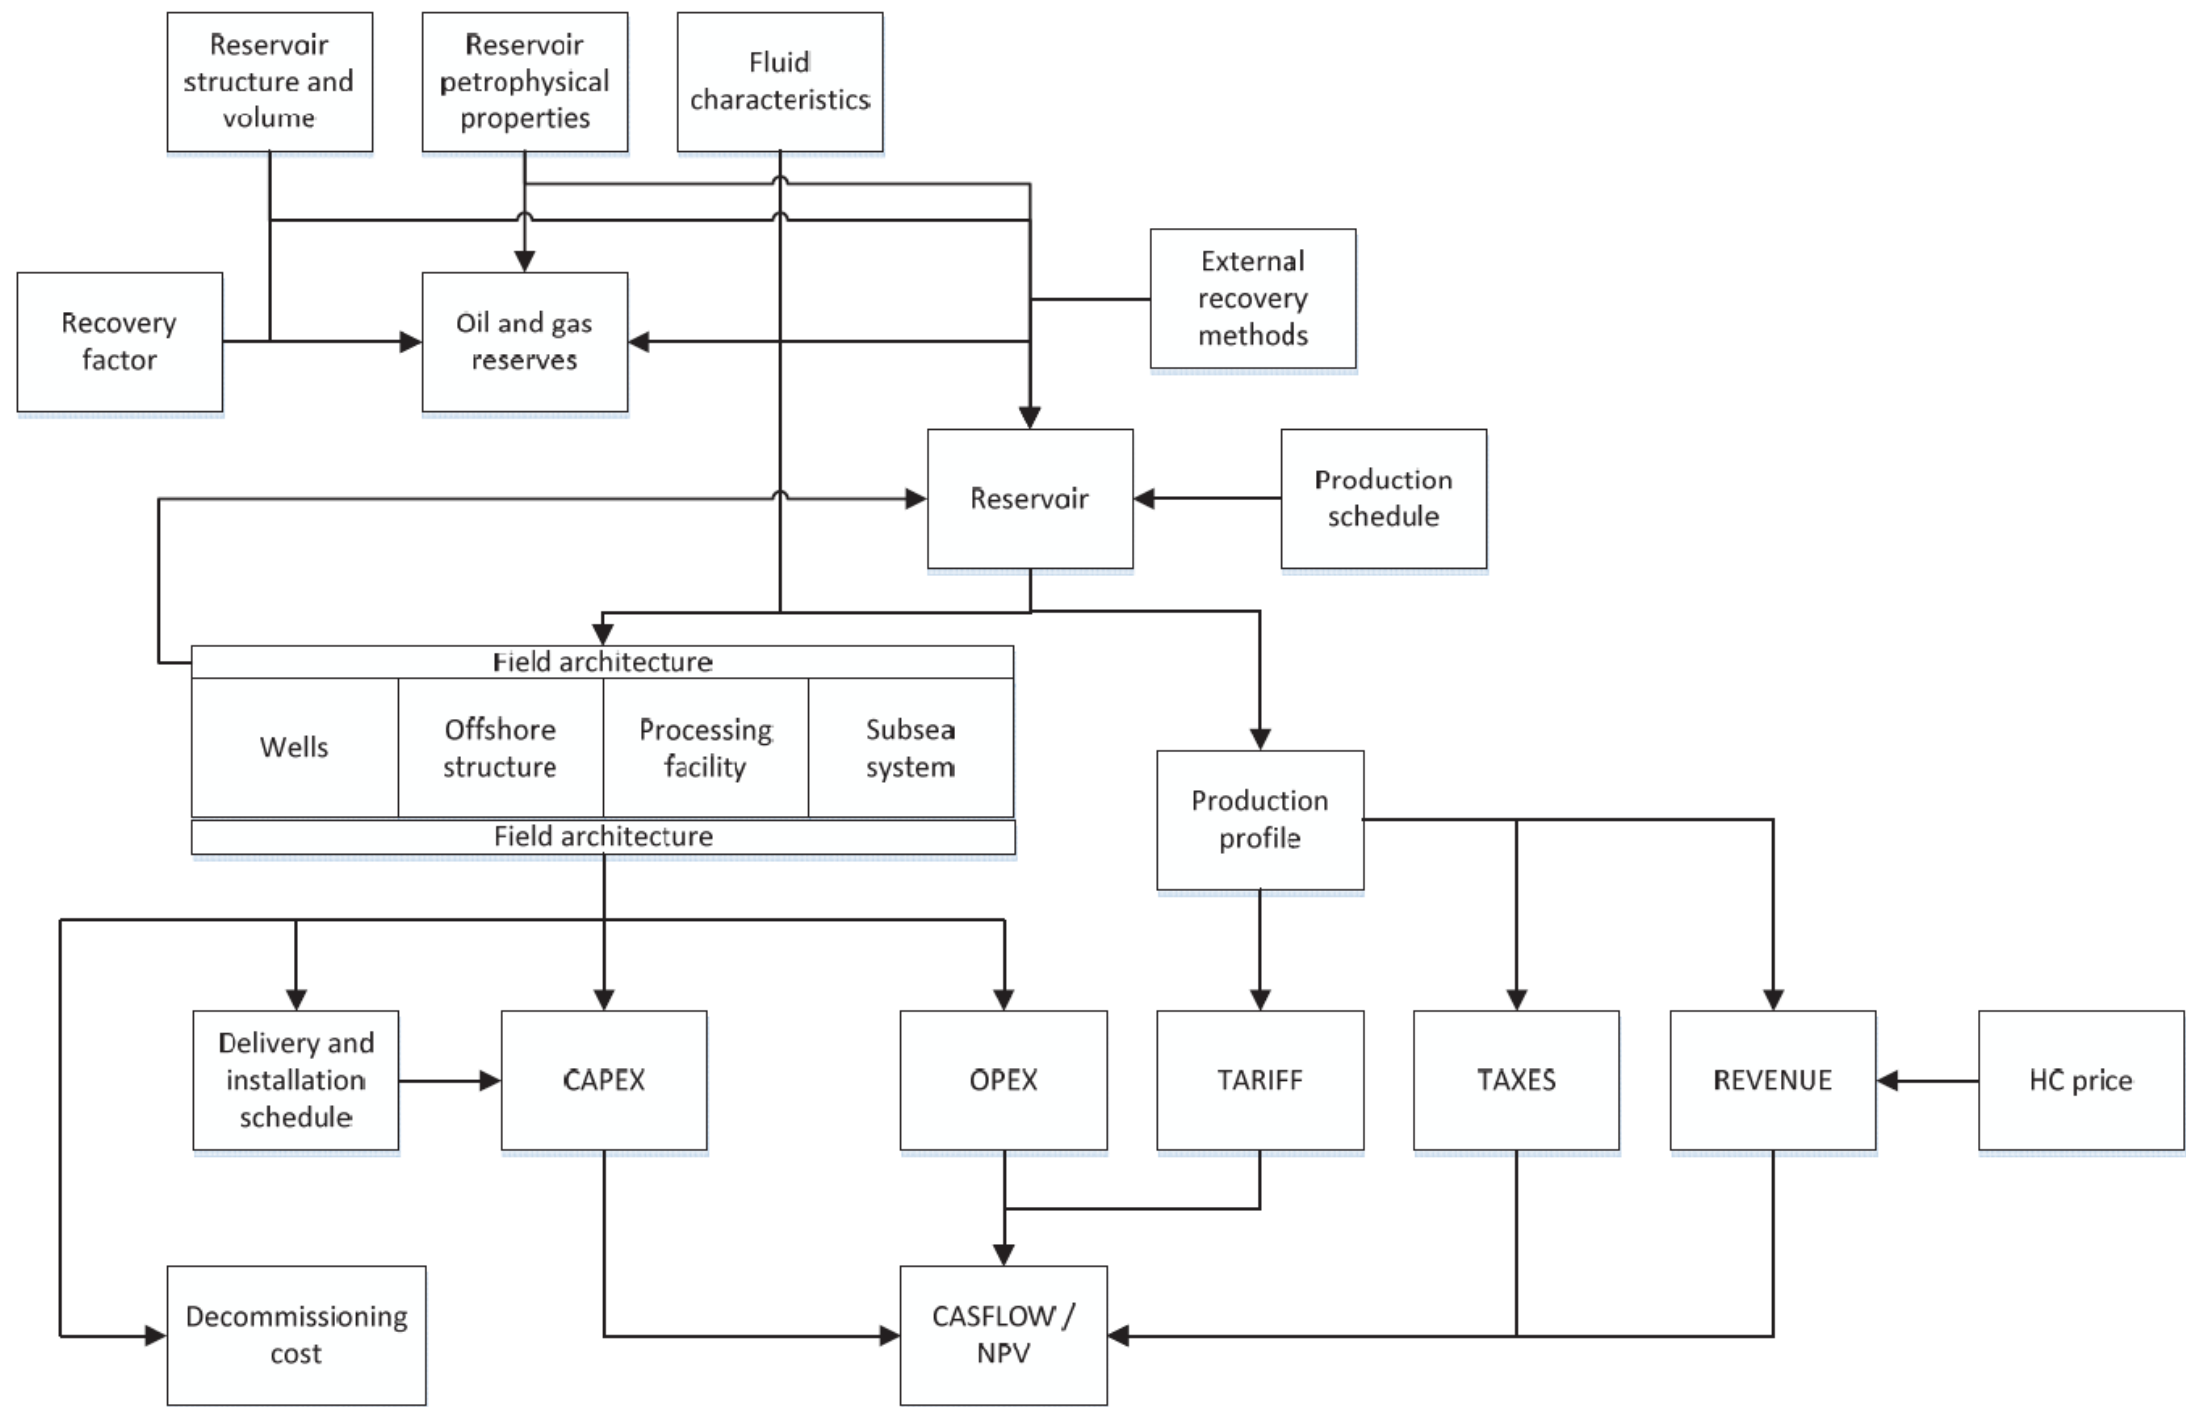 Reservoir
structure and
volume
Reservoir
petrophysical
properties
Fluid
characteristics
External
recovery
methods
Recovery
factor
Oil and gas
reserves
Reservoir
Production
schedule
Field architecture
Wells
Offshore
structure
Processing
facility
Subsea
system
Field architecture
Production
profile
Delivery and
installation
schedule
CAPEX
OPEX
TARIFF
TAXES
REVENUE
HC price
Decommissioning
cost
CASFLOW /
NPV